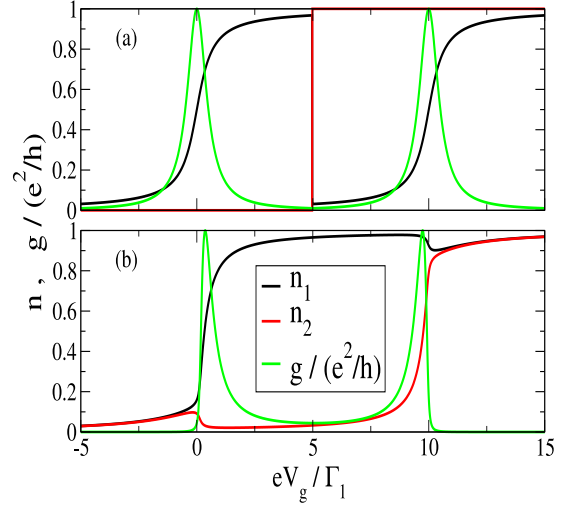 (a)
1
0.8
0.6
0.4
0.2
0
n , g / (e²/h)
(b)
1
0.8
0.6
0.4
0.2
0
n₁
n₂
g / (e²/h)
-5 0 5 10 15
eV_g / Γ₁